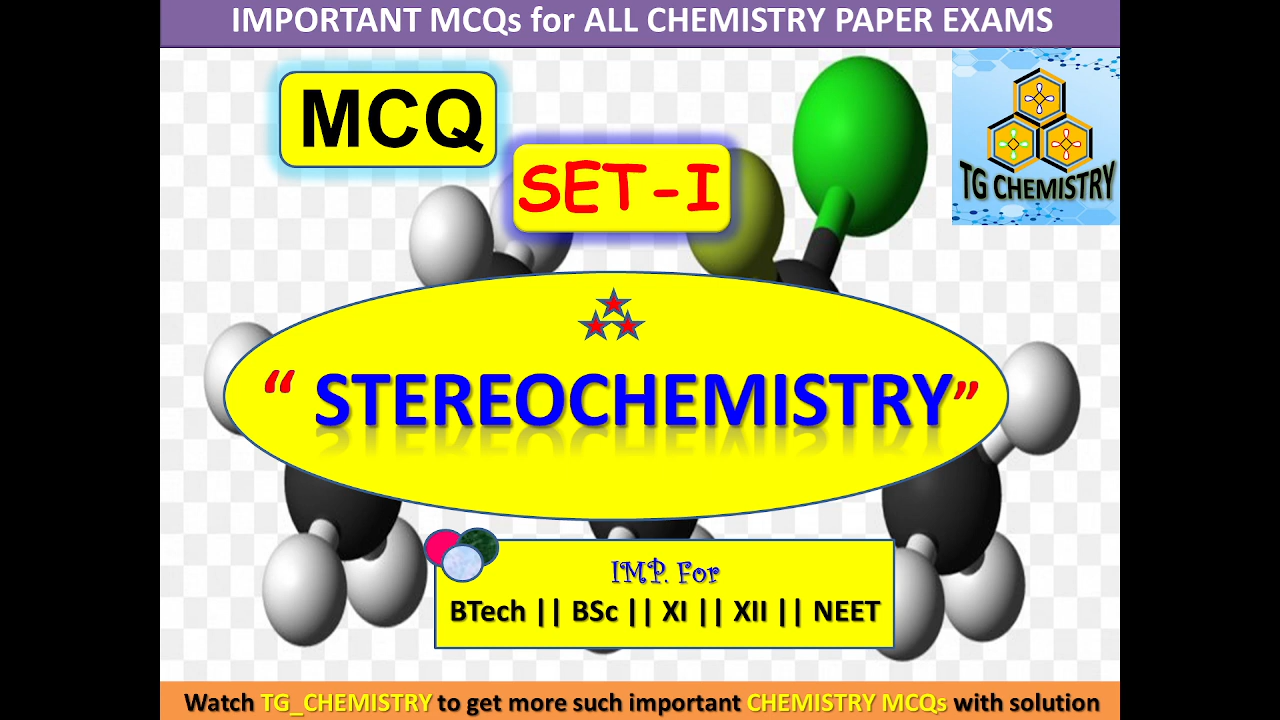 IMPORTANT MCQs for ALL CHEMISTRY PAPER EXAMS
MCQ
SET-I
TG CHEMISTRY
“ STEREOCHEMISTRY”
IMP. For
BTech || BSc || XI || XII || NEET
Watch TG_CHEMISTRY to get more such important CHEMISTRY MCQs with solution